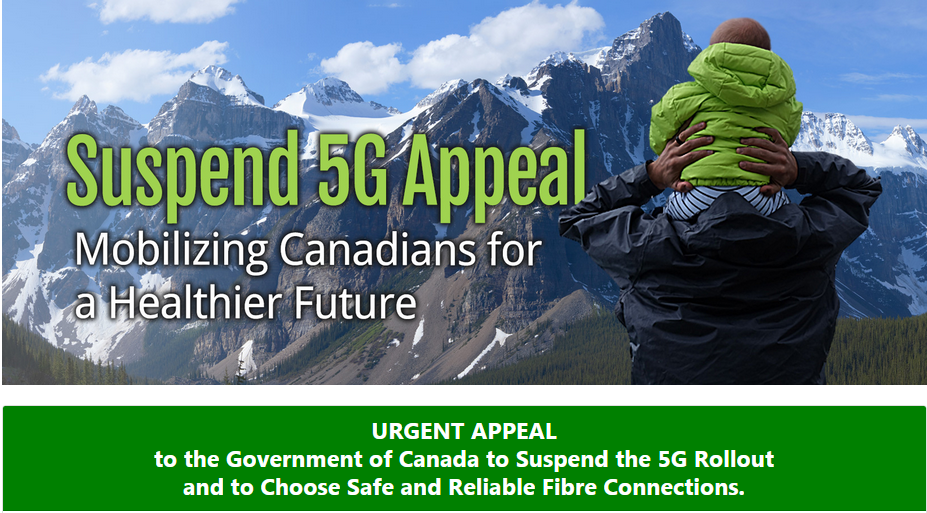 Suspend 5G Appeal
Mobilizing Canadians for
a Healthier Future
URGENT APPEAL
to the Government of Canada to Suspend the 5G Rollout
and to Choose Safe and Reliable Fibre Connections.